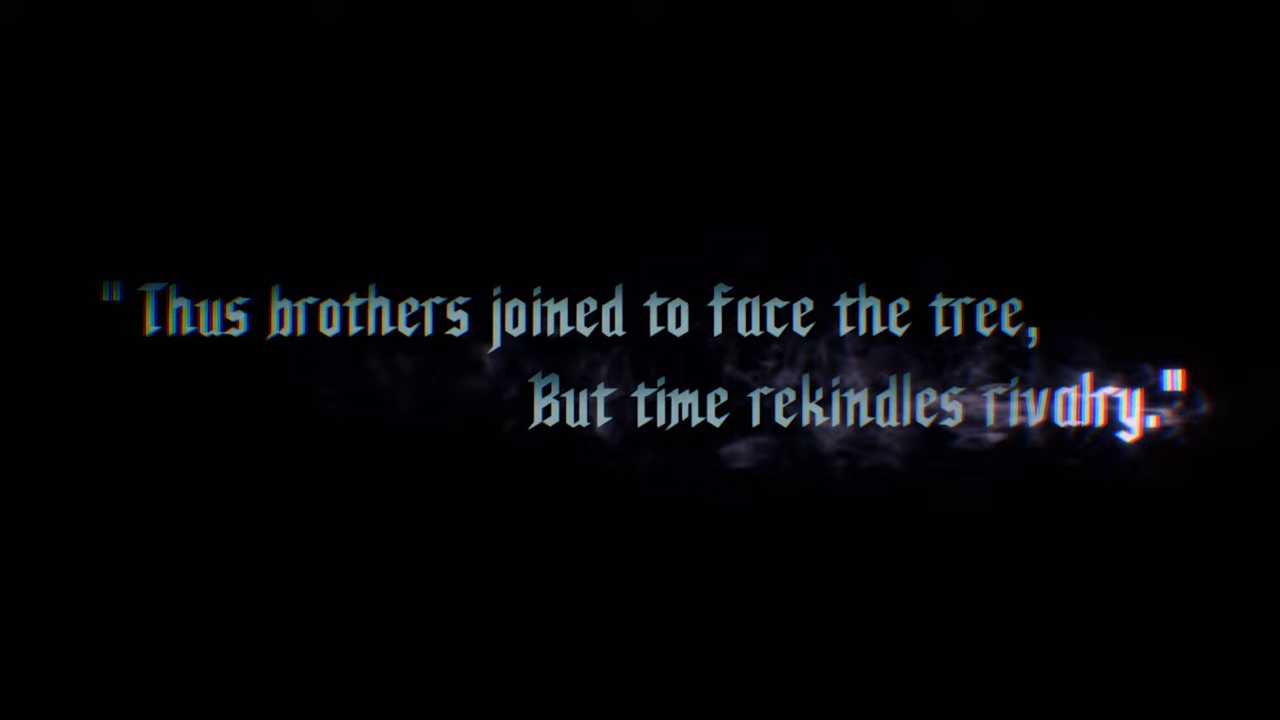 " Thus brothers joined to face the tree,
But time rekindles rivalry."